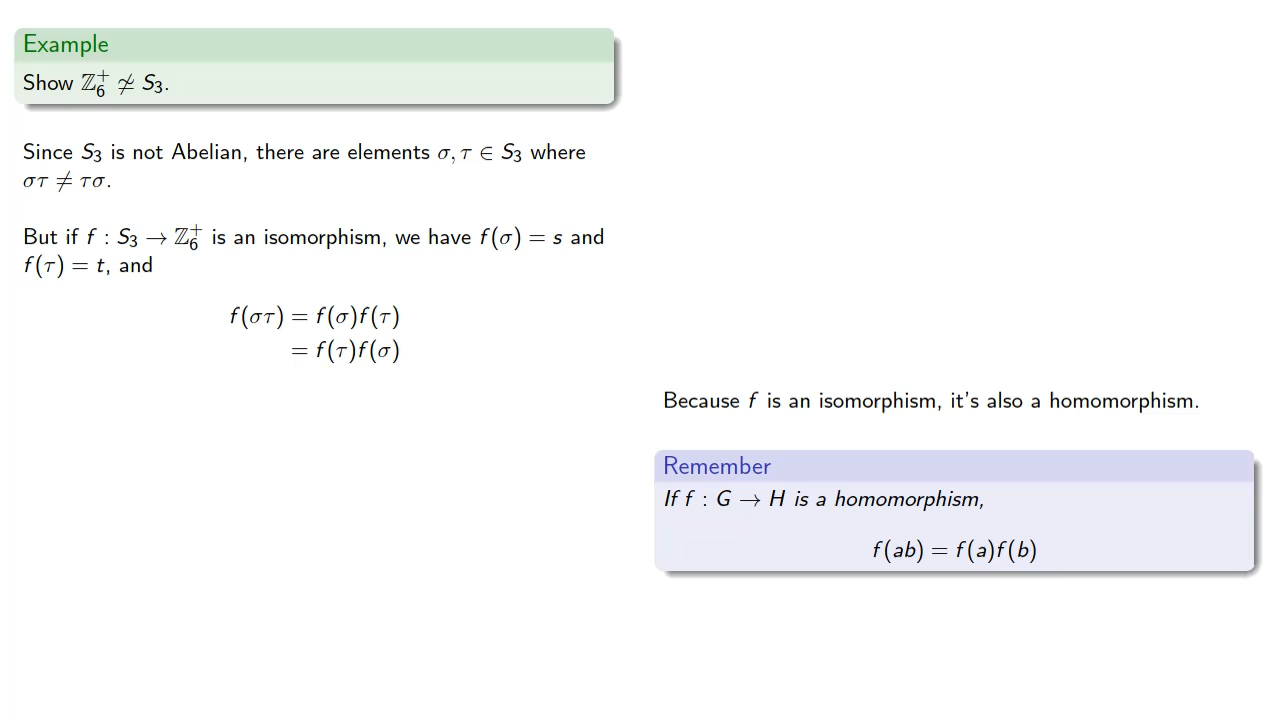 Example
Show ℤ₆⁺ ≄ S₃.
Since S₃ is not Abelian, there are elements σ, τ ∈ S₃ where
στ ≠ τσ.
But if f : S₃ → ℤ₆⁺ is an isomorphism, we have f(σ) = s and
f(τ) = t, and
f(στ) = f(σ)f(τ)
= f(τ)f(σ)
Because f is an isomorphism, it's also a homomorphism.
Remember
If f : G → H is a homomorphism,
f(ab) = f(a)f(b)